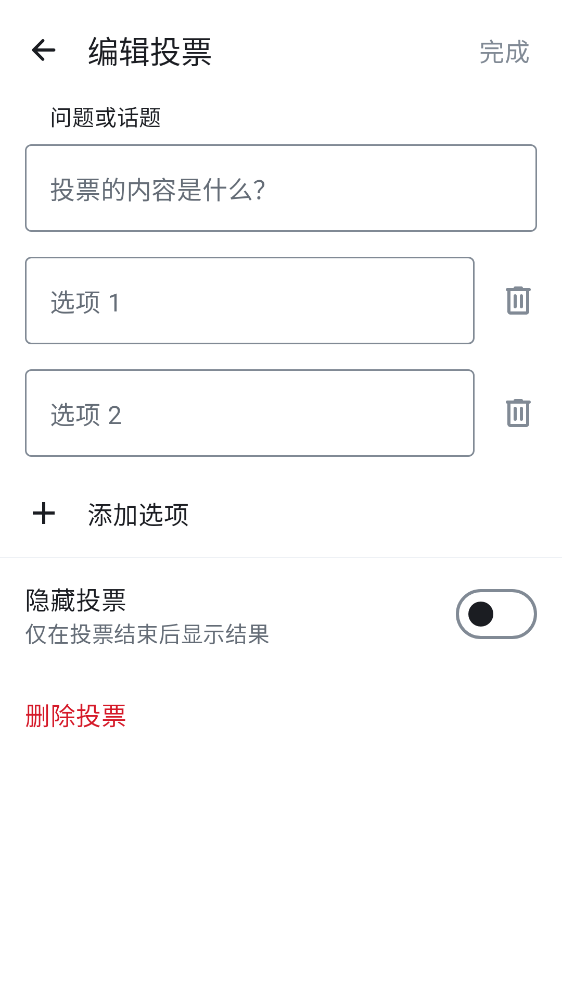 编辑投票
完成
问题或话题
投票的内容是什么？
选项 1
选项 2
添加选项
隐藏投票
仅在投票结束后显示结果
删除投票